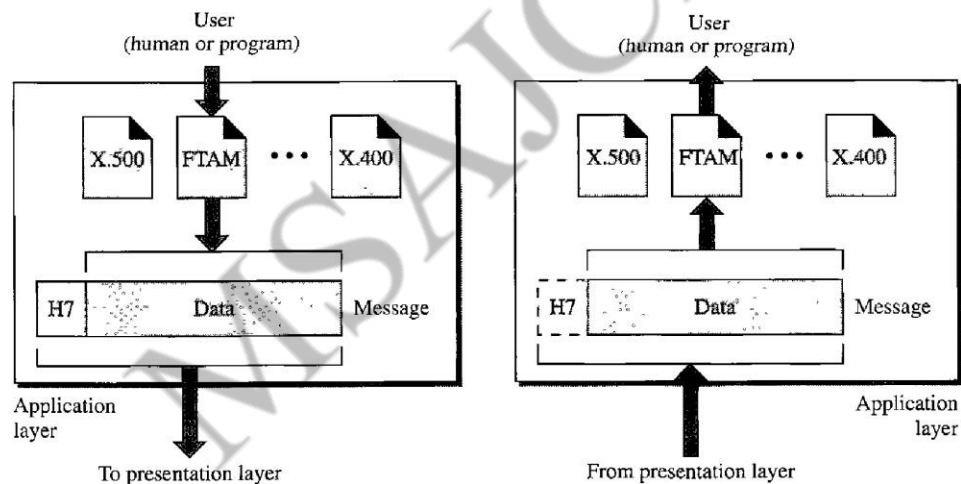 User
(human or program)
X.500 FTAM X.400
H7 Data Message
Application
layer
To presentation layer
User
(human or program)
X.500 FTAM X.400
H7 Data Message
Application
layer
From presentation layer